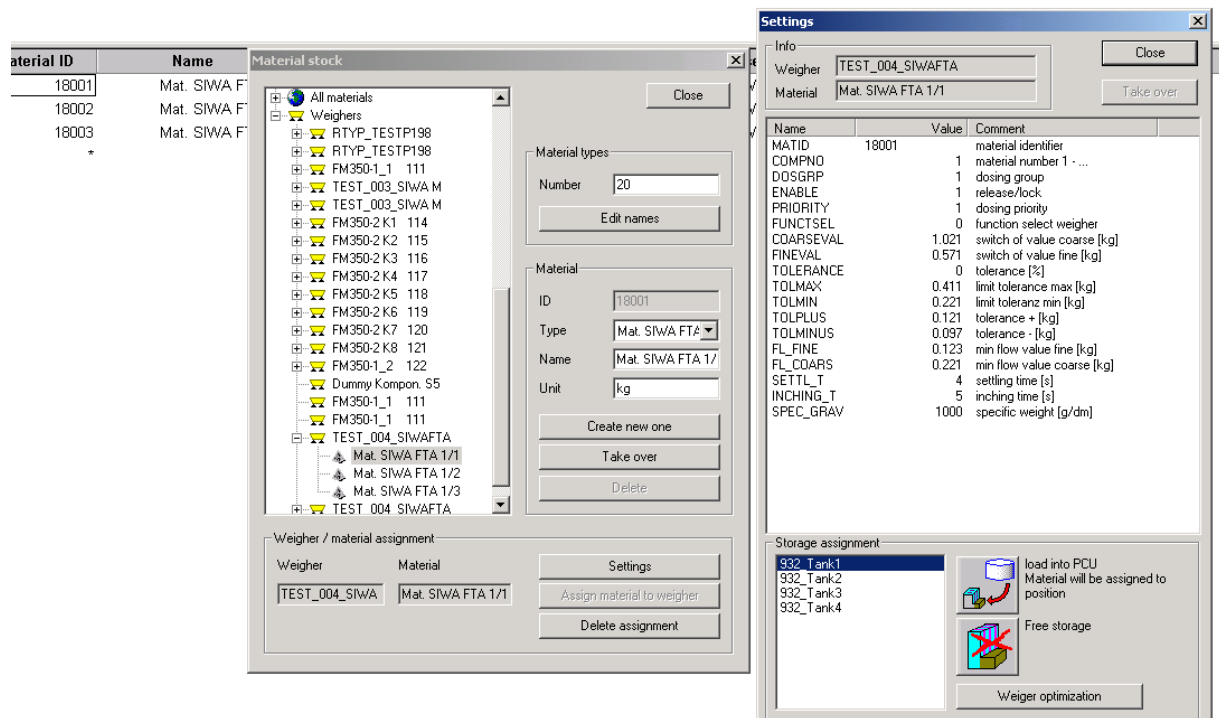 aterial ID Name
18001 Mat. SIWA F
18002 Mat. SIWA F
18003 Mat. SIWA F
*
Material stock
All materials
Weighers
RTYP_TESTP198
RTYP_TESTP198
FM350-1_1 111
TEST_003_SIWA M
TEST_003_SIWA M
FM350-2 K1 114
FM350-2 K2 115
FM350-2 K3 116
FM350-2 K4 117
FM350-2 K5 118
FM350-2 K6 119
FM350-2 K7 120
FM350-2 K8 121
FM350-1_2 122
Dummy Kompon. S5
FM350-1_1 111
FM350-1_1 111
TEST_004_SIWAFTA
Mat. SIWA FTA 1/1
Mat. SIWA FTA 1/2
Mat. SIWA FTA 1/3
TEST_004_SIWAFTA
Close
Material types
Number 20
Edit names
Material
ID 18001
Type Mat. SIWA FTA
Name Mat. SIWA FTA 1/
Unit kg
Create new one
Take over
Delete
Weigher / material assignment
Weigher Material
TEST_004_SIWA Mat. SIWA FTA 1/1
Settings
Assign material to weigher
Delete assignment
Settings
Info
Weigher TEST_004_SIWAFTA
Material Mat. SIWA FTA 1/1
Close
Take over
Name Value Comment
MATID 18001 material identifier
COMPNO 1 material number 1 - ...
DOSGRP 1 dosing group
ENABLE 1 release/lock
PRIORITY 1 dosing priority
FUNCTSEL 0 function select weigher
COARSEVAL 1.021 switch of value coarse [kg]
FINEVAL 0.571 switch of value fine [kg]
TOLERANCE 0 tolerance [%]
TOLMAX 0.411 limit tolerance max [kg]
TOLMIN 0.221 limit toleranz min [kg]
TOLPLUS 0.121 tolerance + [kg]
TOLMINUS 0.097 tolerance - [kg]
FL_FINE 0.123 min flow value fine [kg]
FL_COARS 0.221 min flow value coarse [kg]
SETTL_T 4 settling time [s]
INCHING_T 5 inching time [s]
SPEC_GRAV 1000 specific weight [g/dm]
Storage assignment
932_Tank1
932_Tank2
932_Tank3
932_Tank4
load into PCU
Material will be assigned to
position
Free storage
Weiger optimization